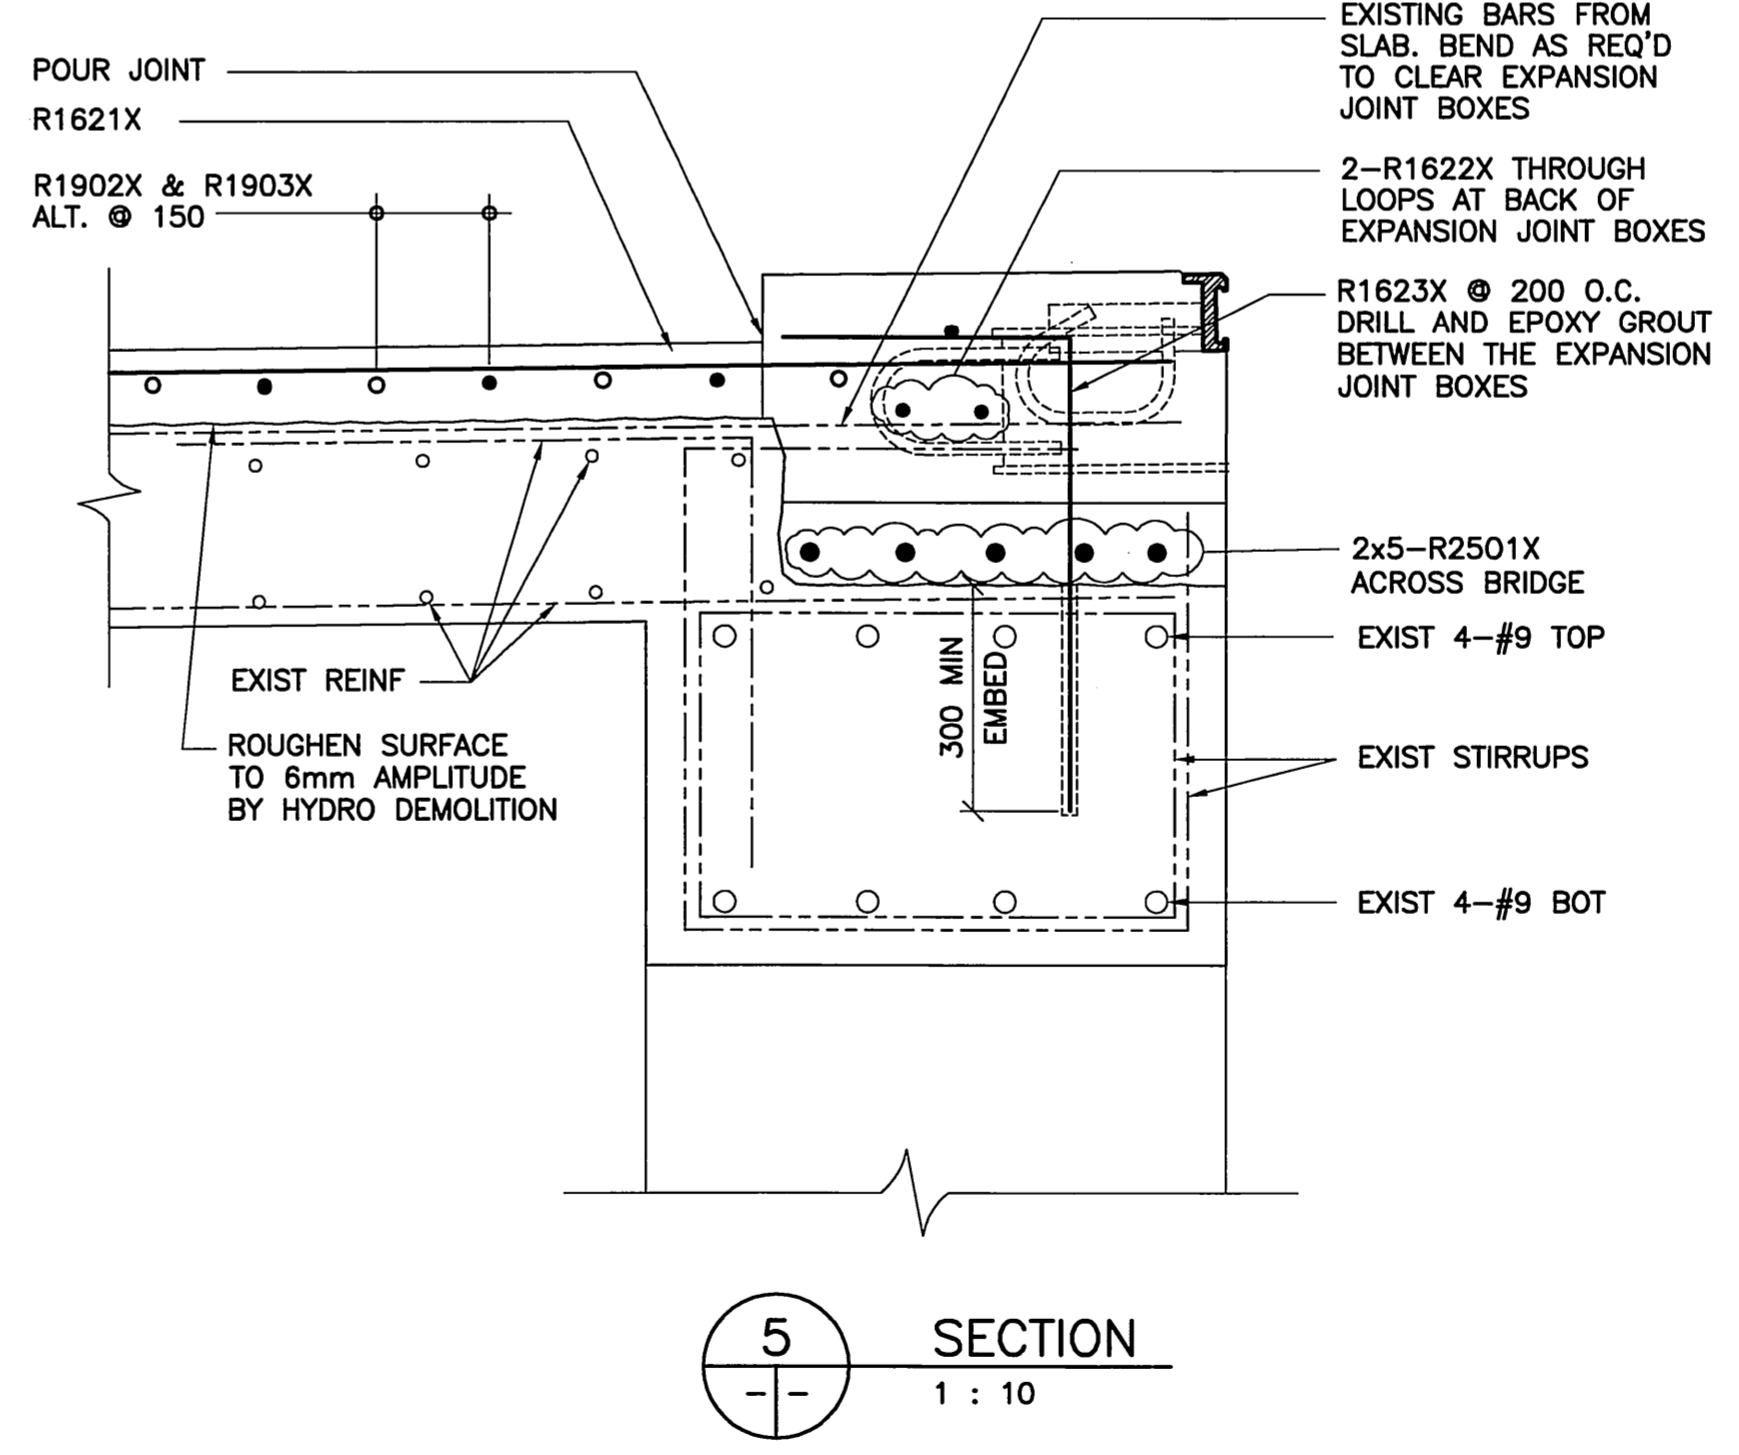 POUR JOINT
R1621X
R1902X & R1903X
ALT. @ 150
EXISTING BARS FROM
SLAB. BEND AS REQ'D
TO CLEAR EXPANSION
JOINT BOXES
2-R1622X THROUGH
LOOPS AT BACK OF
EXPANSION JOINT BOXES
R1623X @ 200 O.C.
DRILL AND EPOXY GROUT
BETWEEN THE EXPANSION
JOINT BOXES
2x5-R2501X
ACROSS BRIDGE
EXIST 4-#9 TOP
EXIST STIRRUPS
EXIST 4-#9 BOT
300 MIN
EMBED
EXIST REINF
ROUGHEN SURFACE
TO 6mm AMPLITUDE
BY HYDRO DEMOLITION
5
- -
SECTION
1 : 10